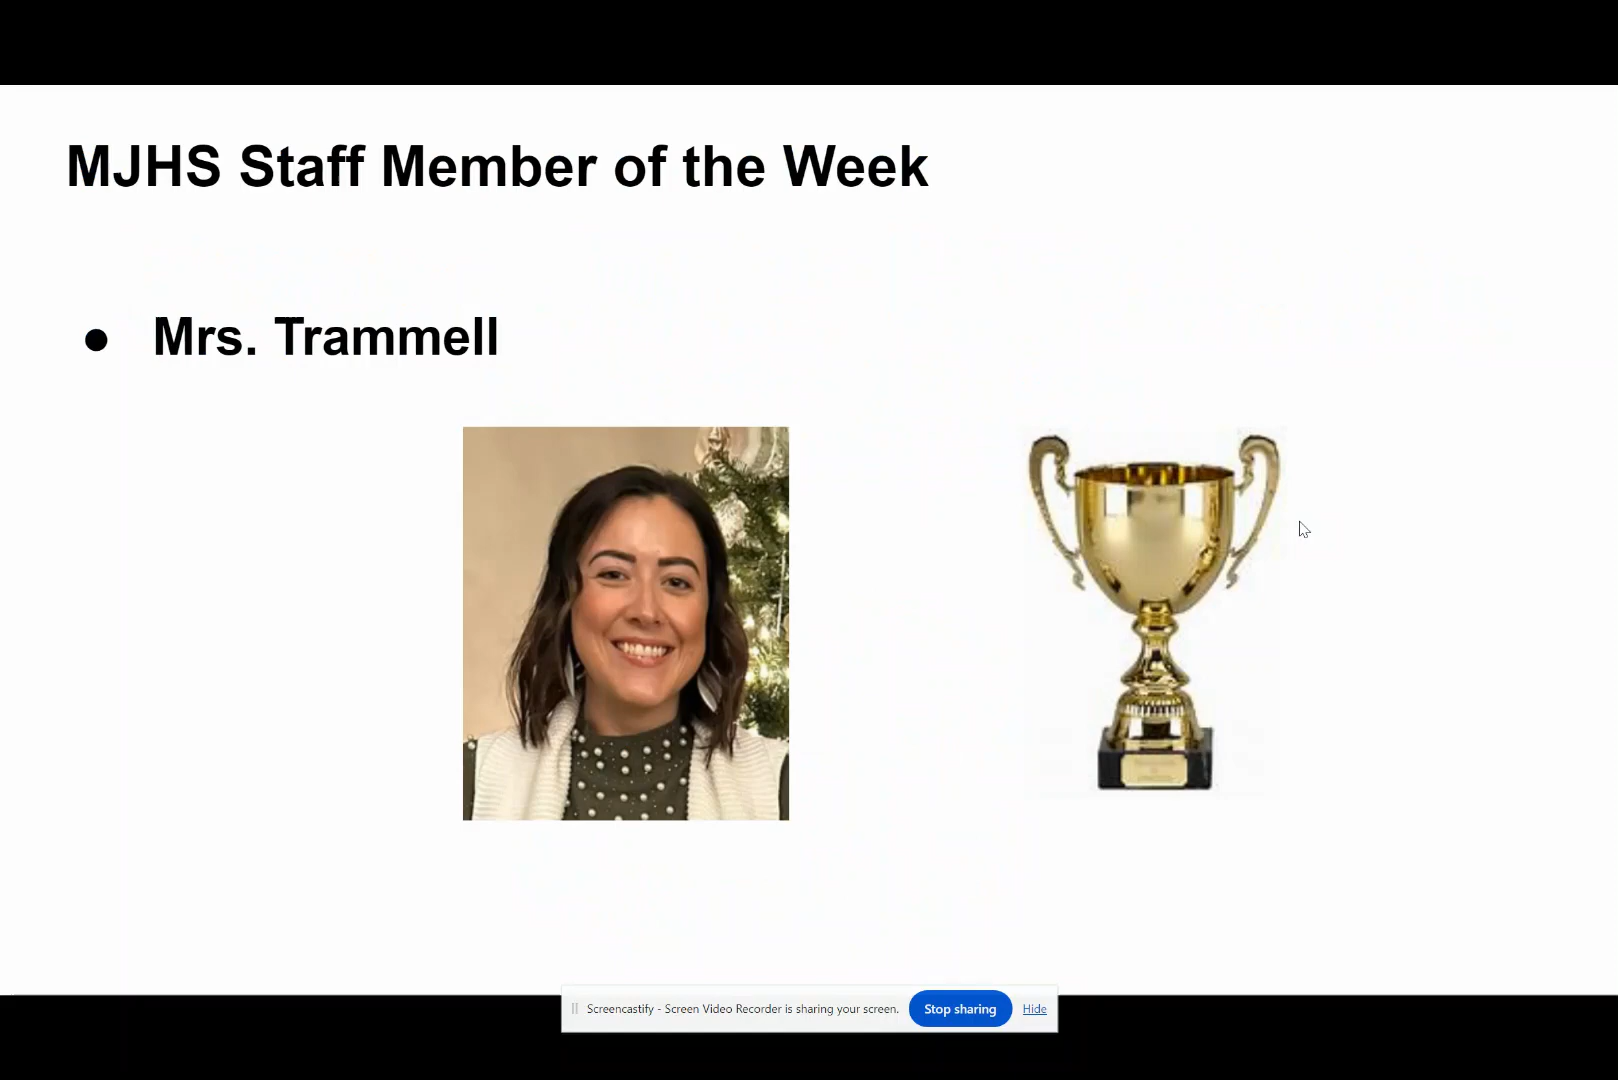 MJHS Staff Member of the Week
● Mrs. Trammell
Screencastify - Screen Video Recorder is sharing your screen. Stop sharing Hide